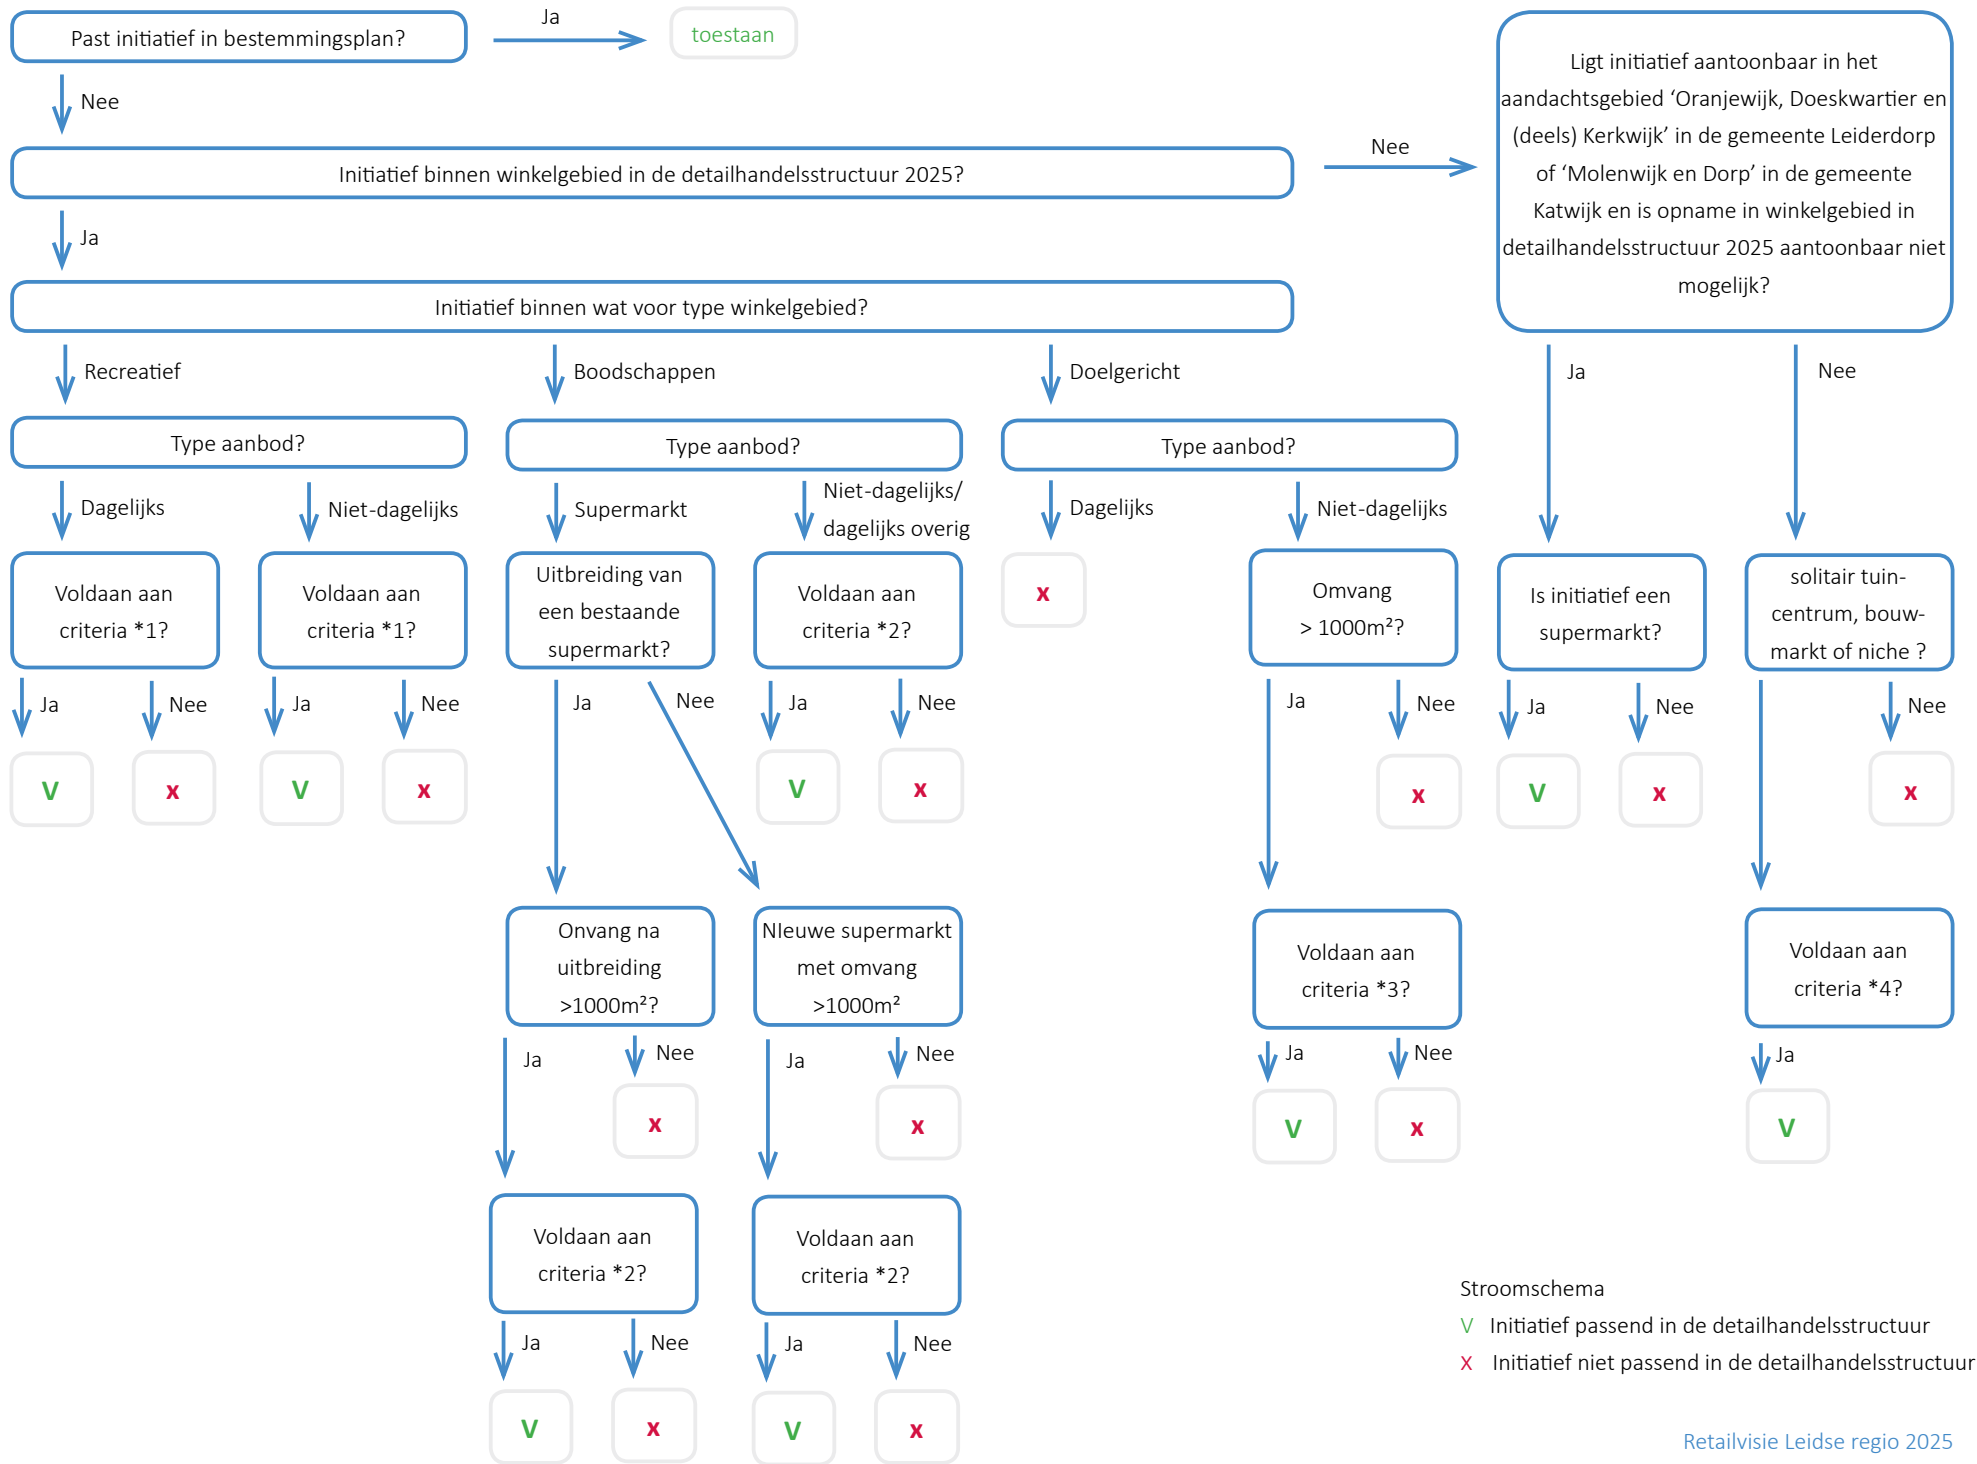 Past initiatief in bestemmingsplan?
Ja
toestaan
Nee
Initiatief binnen winkelgebied in de detailhandelsstructuur 2025?
Nee
Ligt initiatief aantoonbaar in het
aandachtsgebied ‘Oranjewijk, Doeskwartier en
(deels) Kerkwijk’ in de gemeente Leiderdorp
of ‘Molenwijk en Dorp’ in de gemeente
Katwijk en is opname in winkelgebied in
detailhandelsstructuur 2025 aantoonbaar niet
mogelijk?
Ja
Initiatief binnen wat voor type winkelgebied?
Recreatief
Boodschappen
Doelgericht
Ja
Nee
Type aanbod?
Type aanbod?
Type aanbod?
Dagelijks
Niet-dagelijks
Supermarkt
Niet-dagelijks/
dagelijks overig
Dagelijks
Niet-dagelijks
Voldaan aan
criteria *1?
Voldaan aan
criteria *1?
Uitbreiding van
een bestaande
supermarkt?
Voldaan aan
criteria *2?
x
Omvang
> 1000m²?
Is initiatief een
supermarkt?
solitair tuin-
centrum, bouw-
markt of niche ?
Ja
Nee
Ja
Nee
Ja
Nee
Ja
Nee
Ja
Nee
Ja
Nee
Nee
V
x
V
x
V
x
x
V
x
x
Onvang na
uitbreiding
>1000m²?
NIeuwe supermarkt
met omvang
>1000m²
Voldaan aan
criteria *3?
Voldaan aan
criteria *4?
Ja
Nee
Ja
Nee
Ja
Nee
Ja
x
x
V
x
V
Voldaan aan
criteria *2?
Voldaan aan
criteria *2?
Ja
Nee
Ja
Nee
V
x
V
x
Stroomschema
V Initiatief passend in de detailhandelsstructuur
x Initiatief niet passend in de detailhandelsstructuur
Retailvisie Leidse regio 2025